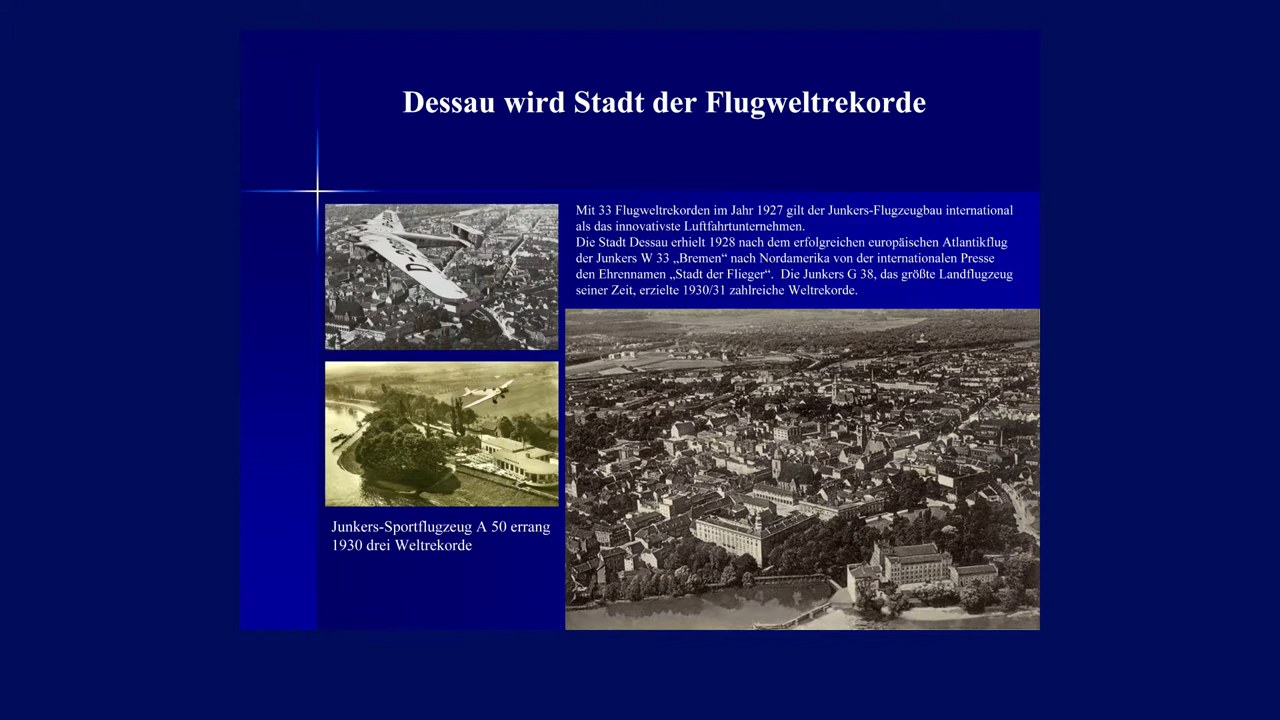 Dessau wird Stadt der Flugweltrekorde
Mit 33 Flugweltrekorden im Jahr 1927 gilt der Junkers-Flugzeugbau international
als das innovativste Luftfahrtunternehmen.
Die Stadt Dessau erhielt 1928 nach dem erfolgreichen europäischen Atlantikflug
der Junkers W 33 „Bremen“ nach Nordamerika von der internationalen Presse
den Ehrennamen „Stadt der Flieger“. Die Junkers G 38, das größte Landflugzeug
seiner Zeit, erzielte 1930/31 zahlreiche Weltrekorde.
Junkers-Sportflugzeug A 50 errang
1930 drei Weltrekorde